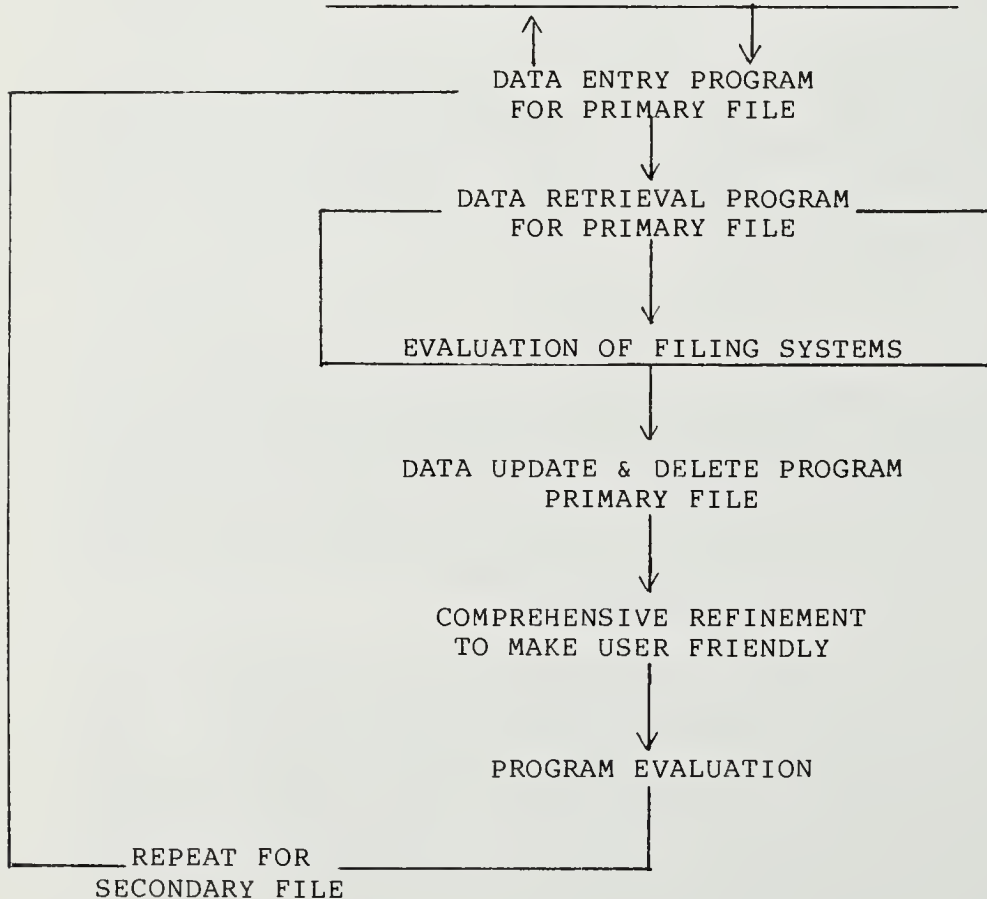 DATA ENTRY PROGRAM
FOR PRIMARY FILE
DATA RETRIEVAL PROGRAM
FOR PRIMARY FILE
EVALUATION OF FILING SYSTEMS
DATA UPDATE & DELETE PROGRAM
PRIMARY FILE
COMPREHENSIVE REFINEMENT
TO MAKE USER FRIENDLY
PROGRAM EVALUATION
REPEAT FOR
SECONDARY FILE